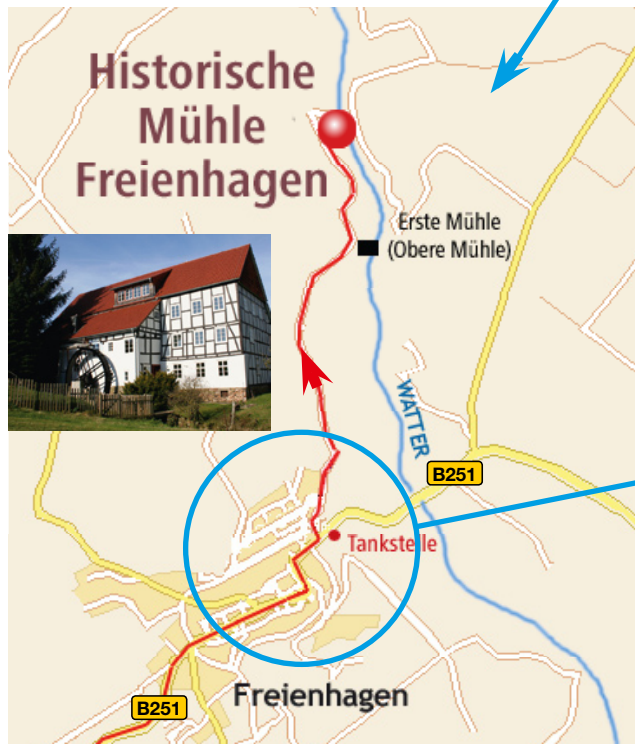 Historische
Mühle
Freienhagen
Erste Mühle
(Obere Mühle)
WATTER
B251
Tankstelle
Freienhagen
B251